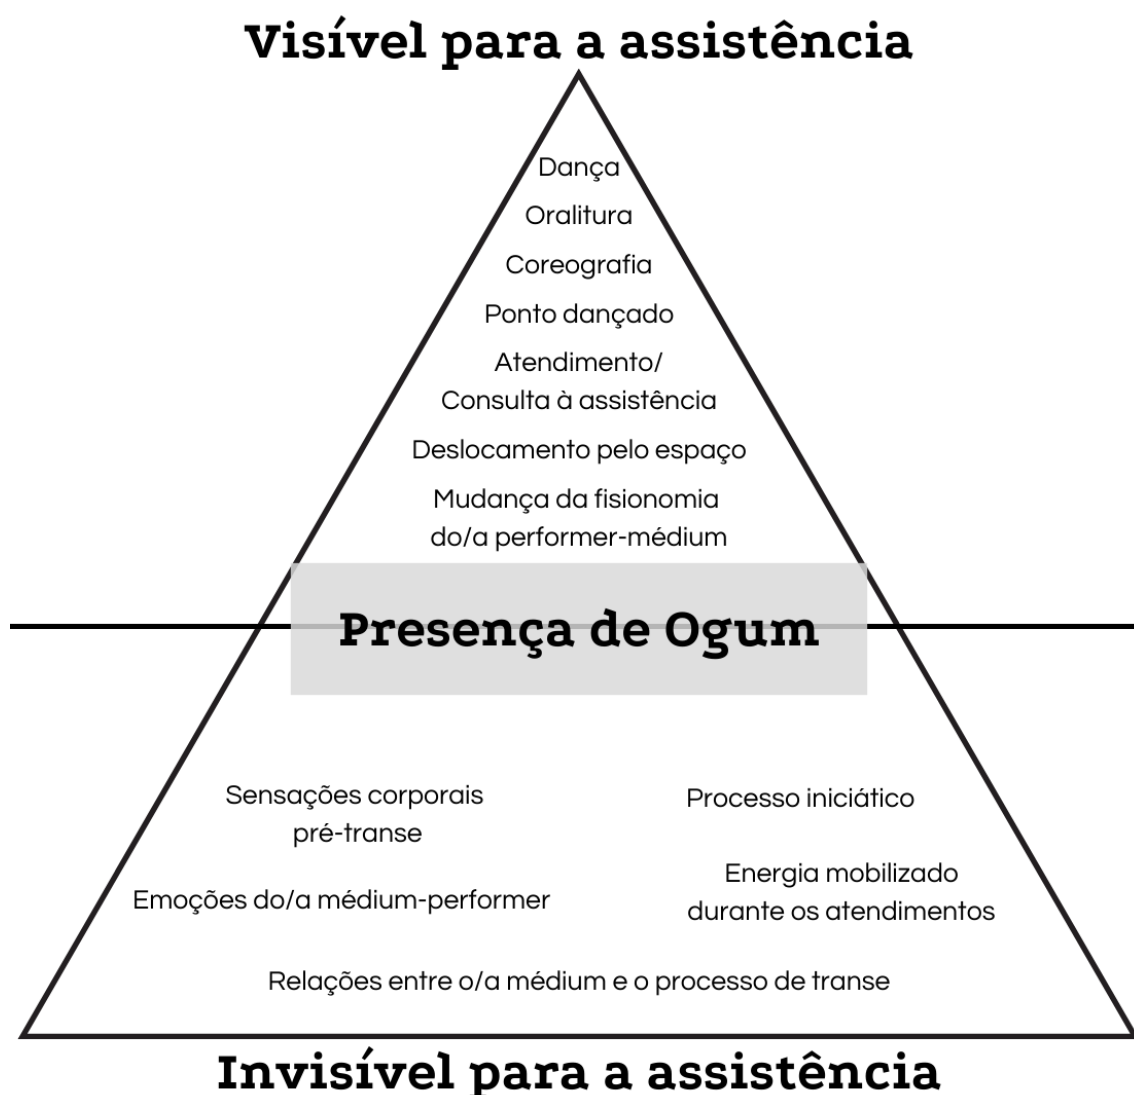 Visível para a assistência
Dança
Oralitura
Coreografia
Ponto dançado
Atendimento/
Consulta à assistência
Deslocamento pelo espaço
Mudança da fisionomia
do/a performer-médium
Presença de Ogum
Sensações corporais
pré-transe
Processo iniciático
Emoções do/a médium-performer
Energia mobilizado
durante os atendimentos
Relações entre o/a médium e o processo de transe
Invisível para a assistência